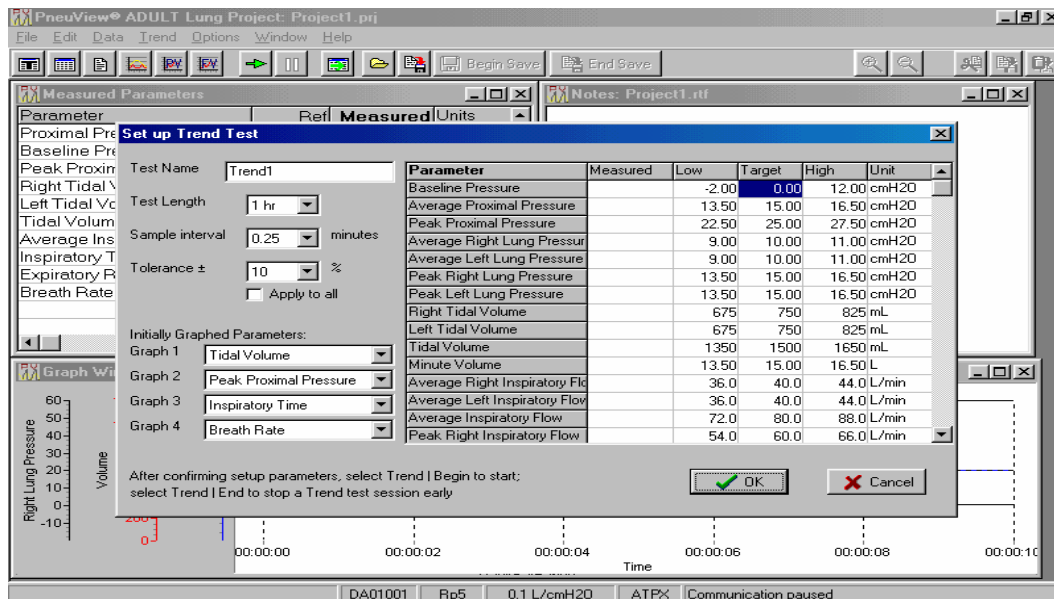 PneuView® ADULT Lung Project: Project1.prj
File Edit Data Trend Options Window Help
Begin Save End Save
Measured Parameters
Notes: Project1.rtf
Parameter Ref Measured Units
Proximal Pre
Baseline Pre
Peak Proxim
Right Tidal V
Left Tidal Vo
Tidal Volum
Average Ins
Inspiratory T
Expiratory R
Breath Rate
Set up Trend Test
Test Name Trend1
Test Length 1 hr
Sample interval 0.25 minutes
Tolerance ± 10 %
Apply to all
Initially Graphed Parameters:
Graph 1 Tidal Volume
Graph 2 Peak Proximal Pressure
Graph 3 Inspiratory Time
Graph 4 Breath Rate
Parameter Measured Low Target High Unit
Baseline Pressure -2.00 0.00 12.00 cmH2O
Average Proximal Pressure 13.50 15.00 16.50 cmH2O
Peak Proximal Pressure 22.50 25.00 27.50 cmH2O
Average Right Lung Pressur 9.00 10.00 11.00 cmH2O
Average Left Lung Pressure 9.00 10.00 11.00 cmH2O
Peak Right Lung Pressure 13.50 15.00 16.50 cmH2O
Peak Left Lung Pressure 13.50 15.00 16.50 cmH2O
Right Tidal Volume 675 750 825 mL
Left Tidal Volume 675 750 825 mL
Tidal Volume 1350 1500 1650 mL
Minute Volume 13.50 15.00 16.50 L
Average Right Inspiratory Flo 36.0 40.0 44.0 L/min
Average Left Inspiratory Flov 36.0 40.0 44.0 L/min
Average Inspiratory Flow 72.0 80.0 88.0 L/min
Peak Right Inspiratory Flow 54.0 60.0 66.0 L/min
After confirming setup parameters, select Trend | Begin to start;
select Trend | End to stop a Trend test session early
OK Cancel
Graph Wi
Right Lung Pressure
60
50
40
30
20
10
0
-10
Volume
200
0
00:00:00 00:00:02 00:00:04 00:00:06 00:00:08 00:00:10
Time
DA01001 Rp5 0.1 L/cmH2O ATPX Communication paused